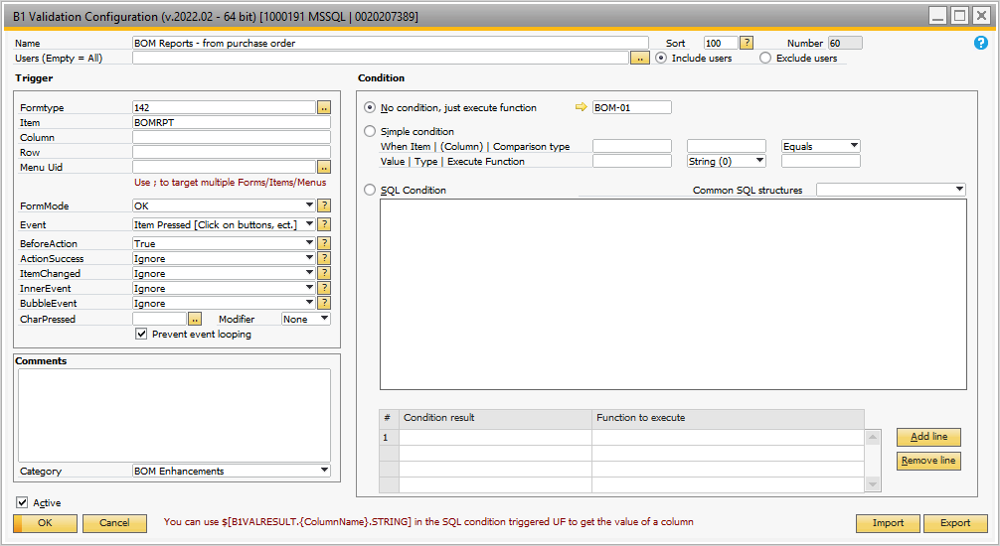 B1 Validation Configuration (v.2022.02 - 64 bit) [1000191 MSSQL | 0020207389]
Name BOM Reports - from purchase order Sort 100 ? Number 60 ?
Users (Empty = All) .. Include users Exclude users
Trigger
Formtype 142 ..
Item BOMRPT
Column
Row
Menu Uid ..
Use ; to target multiple Forms/Items/Menus
FormMode OK ?
Event Item Pressed [Click on buttons, ect.] ?
BeforeAction True ?
ActionSuccess Ignore ?
ItemChanged Ignore ?
InnerEvent Ignore ?
BubbleEvent Ignore ?
CharPressed .. Modifier None
Prevent event looping
Comments
Category BOM Enhancements
Condition
No condition, just execute function BOM-01
Simple condition
When Item | (Column) | Comparison type Equals
Value | Type | Execute Function String (0)
SQL Condition Common SQL structures
# Condition result Function to execute
1
Add line
Remove line
Active
OK Cancel You can use $[B1VALRESULT.{ColumnName}.STRING] in the SQL condition triggered UF to get the value of a column Import Export